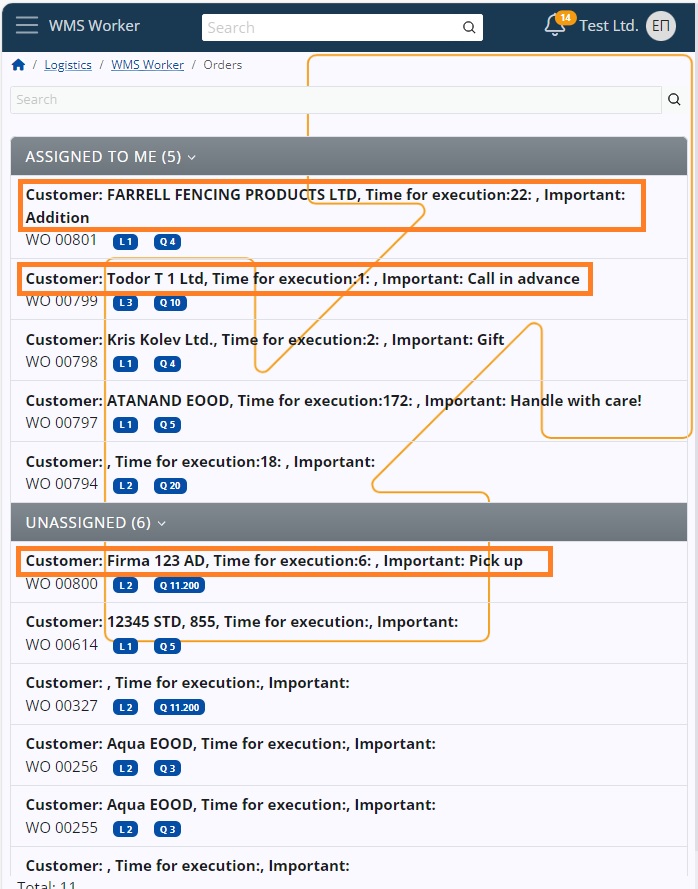 WMS Worker
Search
14
Test Ltd.
ЕП
/ Logistics / WMS Worker / Orders
Search
ASSIGNED TO ME (5)
Customer: FARRELL FENCING PRODUCTS LTD, Time for execution:22: , Important:
Addition
WO 00801 L 1 Q 4
Customer: Todor T 1 Ltd, Time for execution:1: , Important: Call in advance
WO 00799 L 3 Q 10
Customer: Kris Kolev Ltd., Time for execution:2: , Important: Gift
WO 00798 L 1 Q 4
Customer: ATANAND EOOD, Time for execution:172: , Important: Handle with care!
WO 00797 L 1 Q 5
Customer: , Time for execution:18: , Important:
WO 00794 L 2 Q 20
UNASSIGNED (6)
Customer: Firma 123 AD, Time for execution:6: , Important: Pick up
WO 00800 L 2 Q 11.200
Customer: 12345 STD, 855, Time for execution:, Important:
WO 00614 L 1 Q 5
Customer: , Time for execution:, Important:
WO 00327 L 2 Q 11.200
Customer: Aqua EOOD, Time for execution:, Important:
WO 00256 L 2 Q 3
Customer: Aqua EOOD, Time for execution:, Important:
WO 00255 L 2 Q 3
Customer: , Time for execution:, Important:
Total: 11